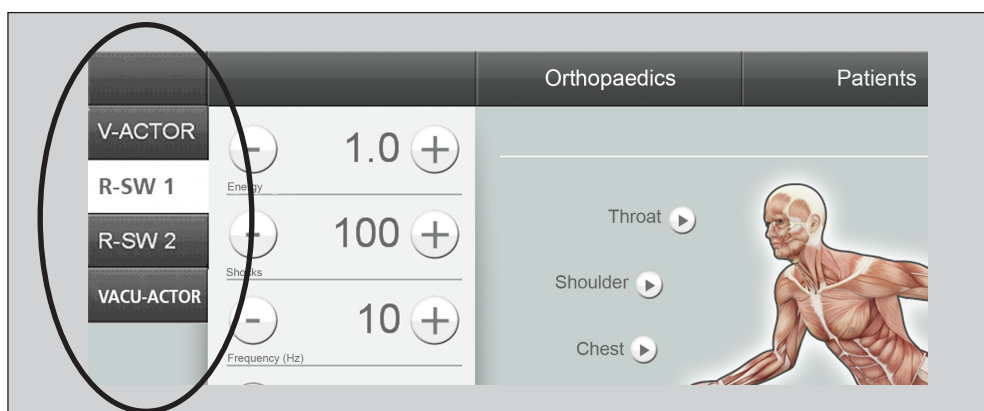 Orthopaedics
Patients
V-ACTOR
R-SW 1
R-SW 2
VACU-ACTOR
- 1.0 +
Energy
- 100 +
Shocks
- 10 +
Frequency (Hz)
Throat
Shoulder
Chest